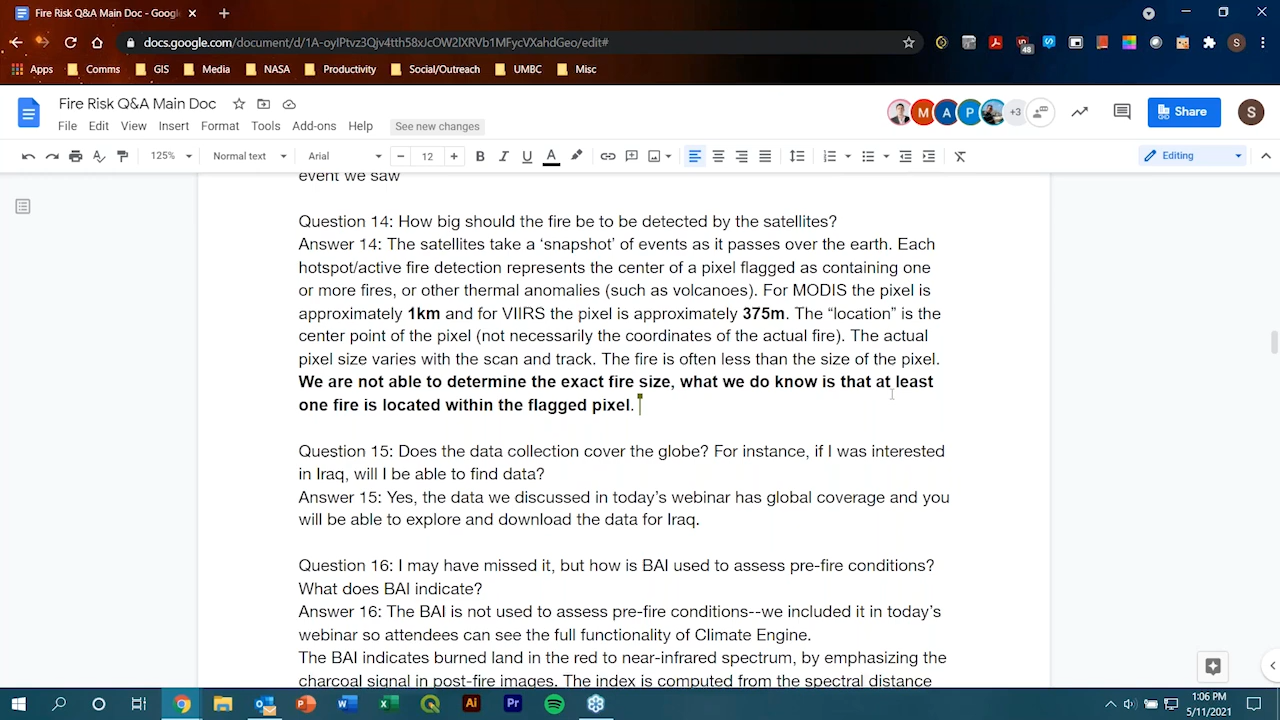 Fire Risk Q&A Main Doc - Google
docs.google.com/document/d/1A-oyIPtvz3Qjv4tth58xJcOW2lXRVb1MFycVXahdGeo/edit#
48
S
Apps Comms GIS Media NASA Productivity Social/Outreach UMBC Misc
Fire Risk Q&A Main Doc
M A P +3 Share S
File Edit View Insert Format Tools Add-ons Help See new changes
125% Normal text Arial 12 B I U A Editing
event we saw
Question 14: How big should the fire be to be detected by the satellites?
Answer 14: The satellites take a ‘snapshot’ of events as it passes over the earth. Each
hotspot/active fire detection represents the center of a pixel flagged as containing one
or more fires, or other thermal anomalies (such as volcanoes). For MODIS the pixel is
approximately 1km and for VIIRS the pixel is approximately 375m. The “location” is the
center point of the pixel (not necessarily the coordinates of the actual fire). The actual
pixel size varies with the scan and track. The fire is often less than the size of the pixel.
We are not able to determine the exact fire size, what we do know is that at least
one fire is located within the flagged pixel.
Question 15: Does the data collection cover the globe? For instance, if I was interested
in Iraq, will I be able to find data?
Answer 15: Yes, the data we discussed in today’s webinar has global coverage and you
will be able to explore and download the data for Iraq.
Question 16: I may have missed it, but how is BAI used to assess pre-fire conditions?
What does BAI indicate?
Answer 16: The BAI is not used to assess pre-fire conditions--we included it in today’s
webinar so attendees can see the full functionality of Climate Engine.
The BAI indicates burned land in the red to near-infrared spectrum, by emphasizing the
charcoal signal in post-fire images. The index is computed from the spectral distance
Ai Pr
1:06 PM
5/11/2021